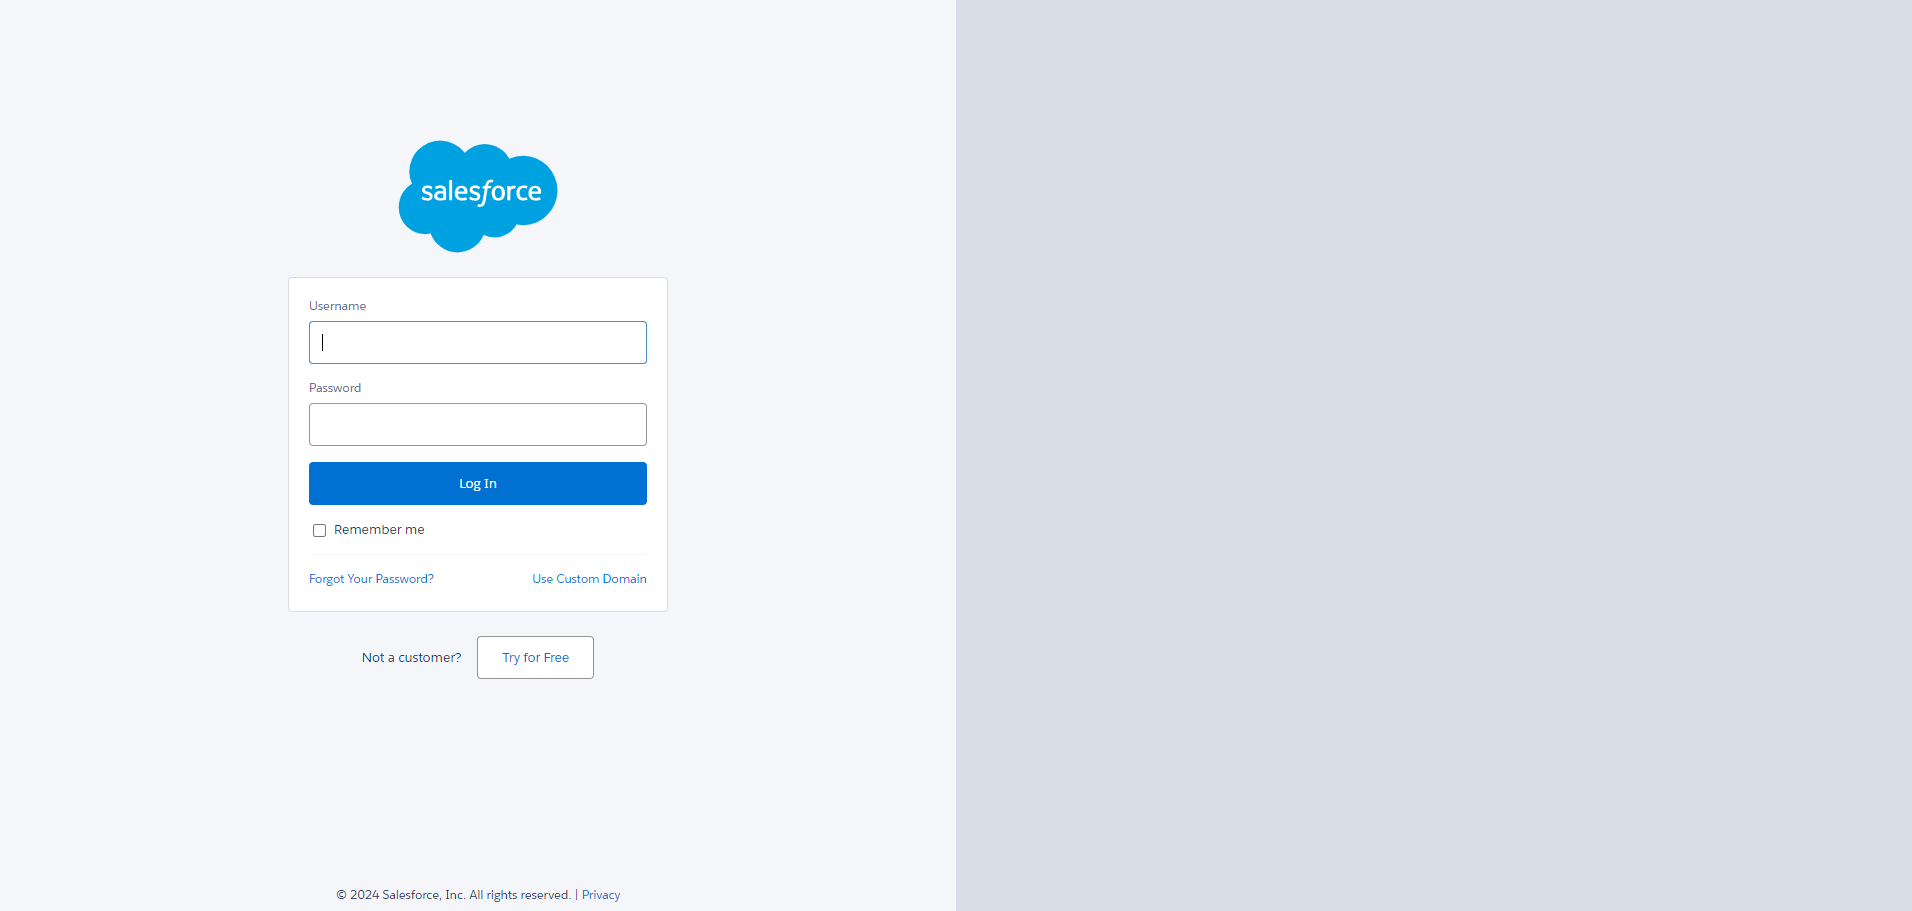 salesforce
Username
Password
Log In
Remember me
Forgot Your Password? Use Custom Domain
Not a customer? Try for Free
© 2024 Salesforce, Inc. All rights reserved. | Privacy